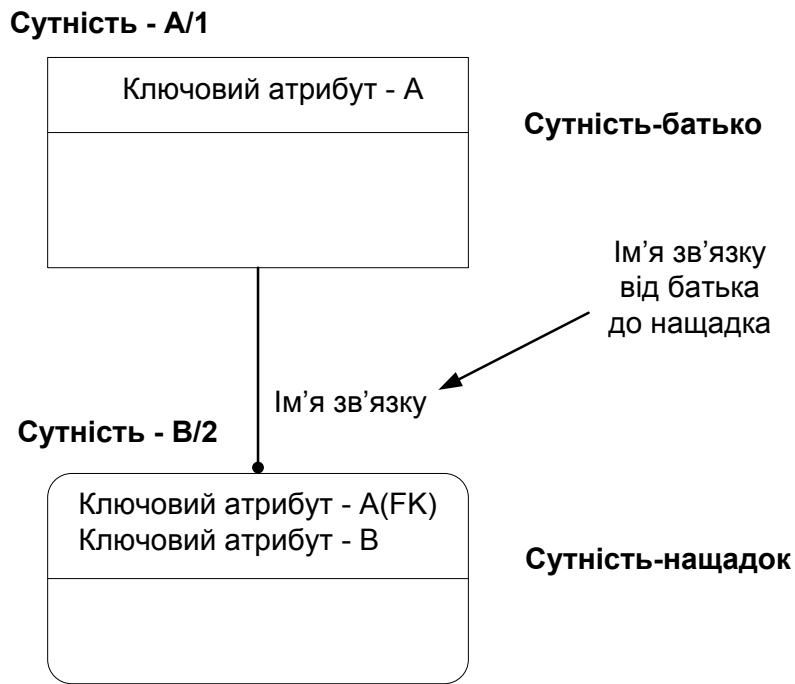 Сутність - А/1
Ключовий атрибут - А
Сутність-батько
Ім’я зв’язку
від батька
до нащадка
Ім’я зв’язку
Сутність - В/2
Ключовий атрибут - А(FK)
Ключовий атрибут - В
Сутність-нащадок